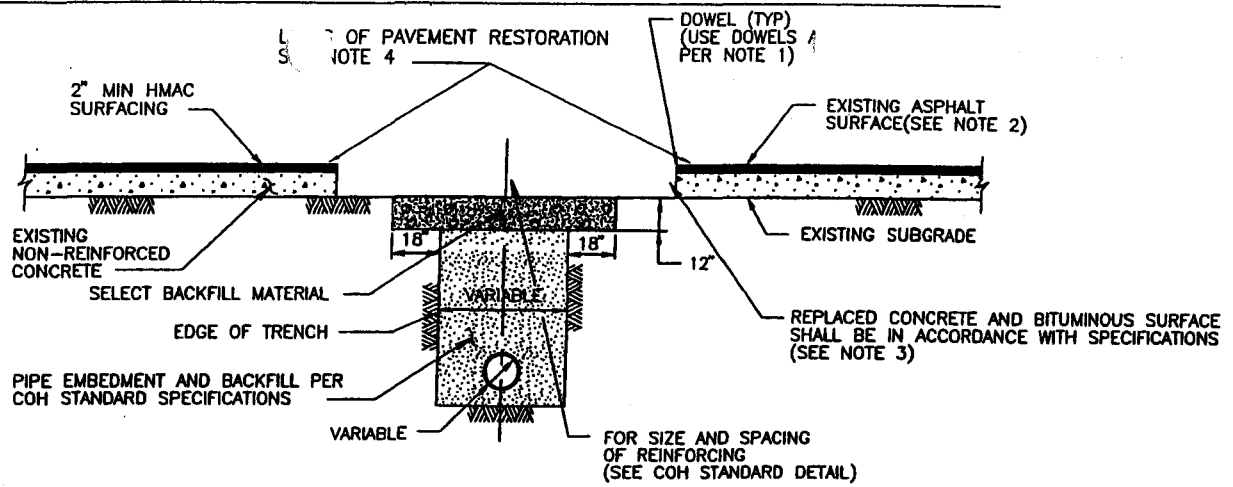 DOWEL (TYP)
(USE DOWELS
PER NOTE 1)
OF PAVEMENT RESTORATION
NOTE 4
2" MIN HMAC
SURFACING
EXISTING ASPHALT
SURFACE(SEE NOTE 2)
EXISTING
NON-REINFORCED
CONCRETE
18"
18"
EXISTING SUBGRADE
12"
SELECT BACKFILL MATERIAL
VARIABLE
EDGE OF TRENCH
REPLACED CONCRETE AND BITUMINOUS SURFACE
SHALL BE IN ACCORDANCE WITH SPECIFICATIONS
(SEE NOTE 3)
PIPE EMBEDMENT AND BACKFILL PER
COH STANDARD SPECIFICATIONS
VARIABLE
FOR SIZE AND SPACING
OF REINFORCING
(SEE COH STANDARD DETAIL)